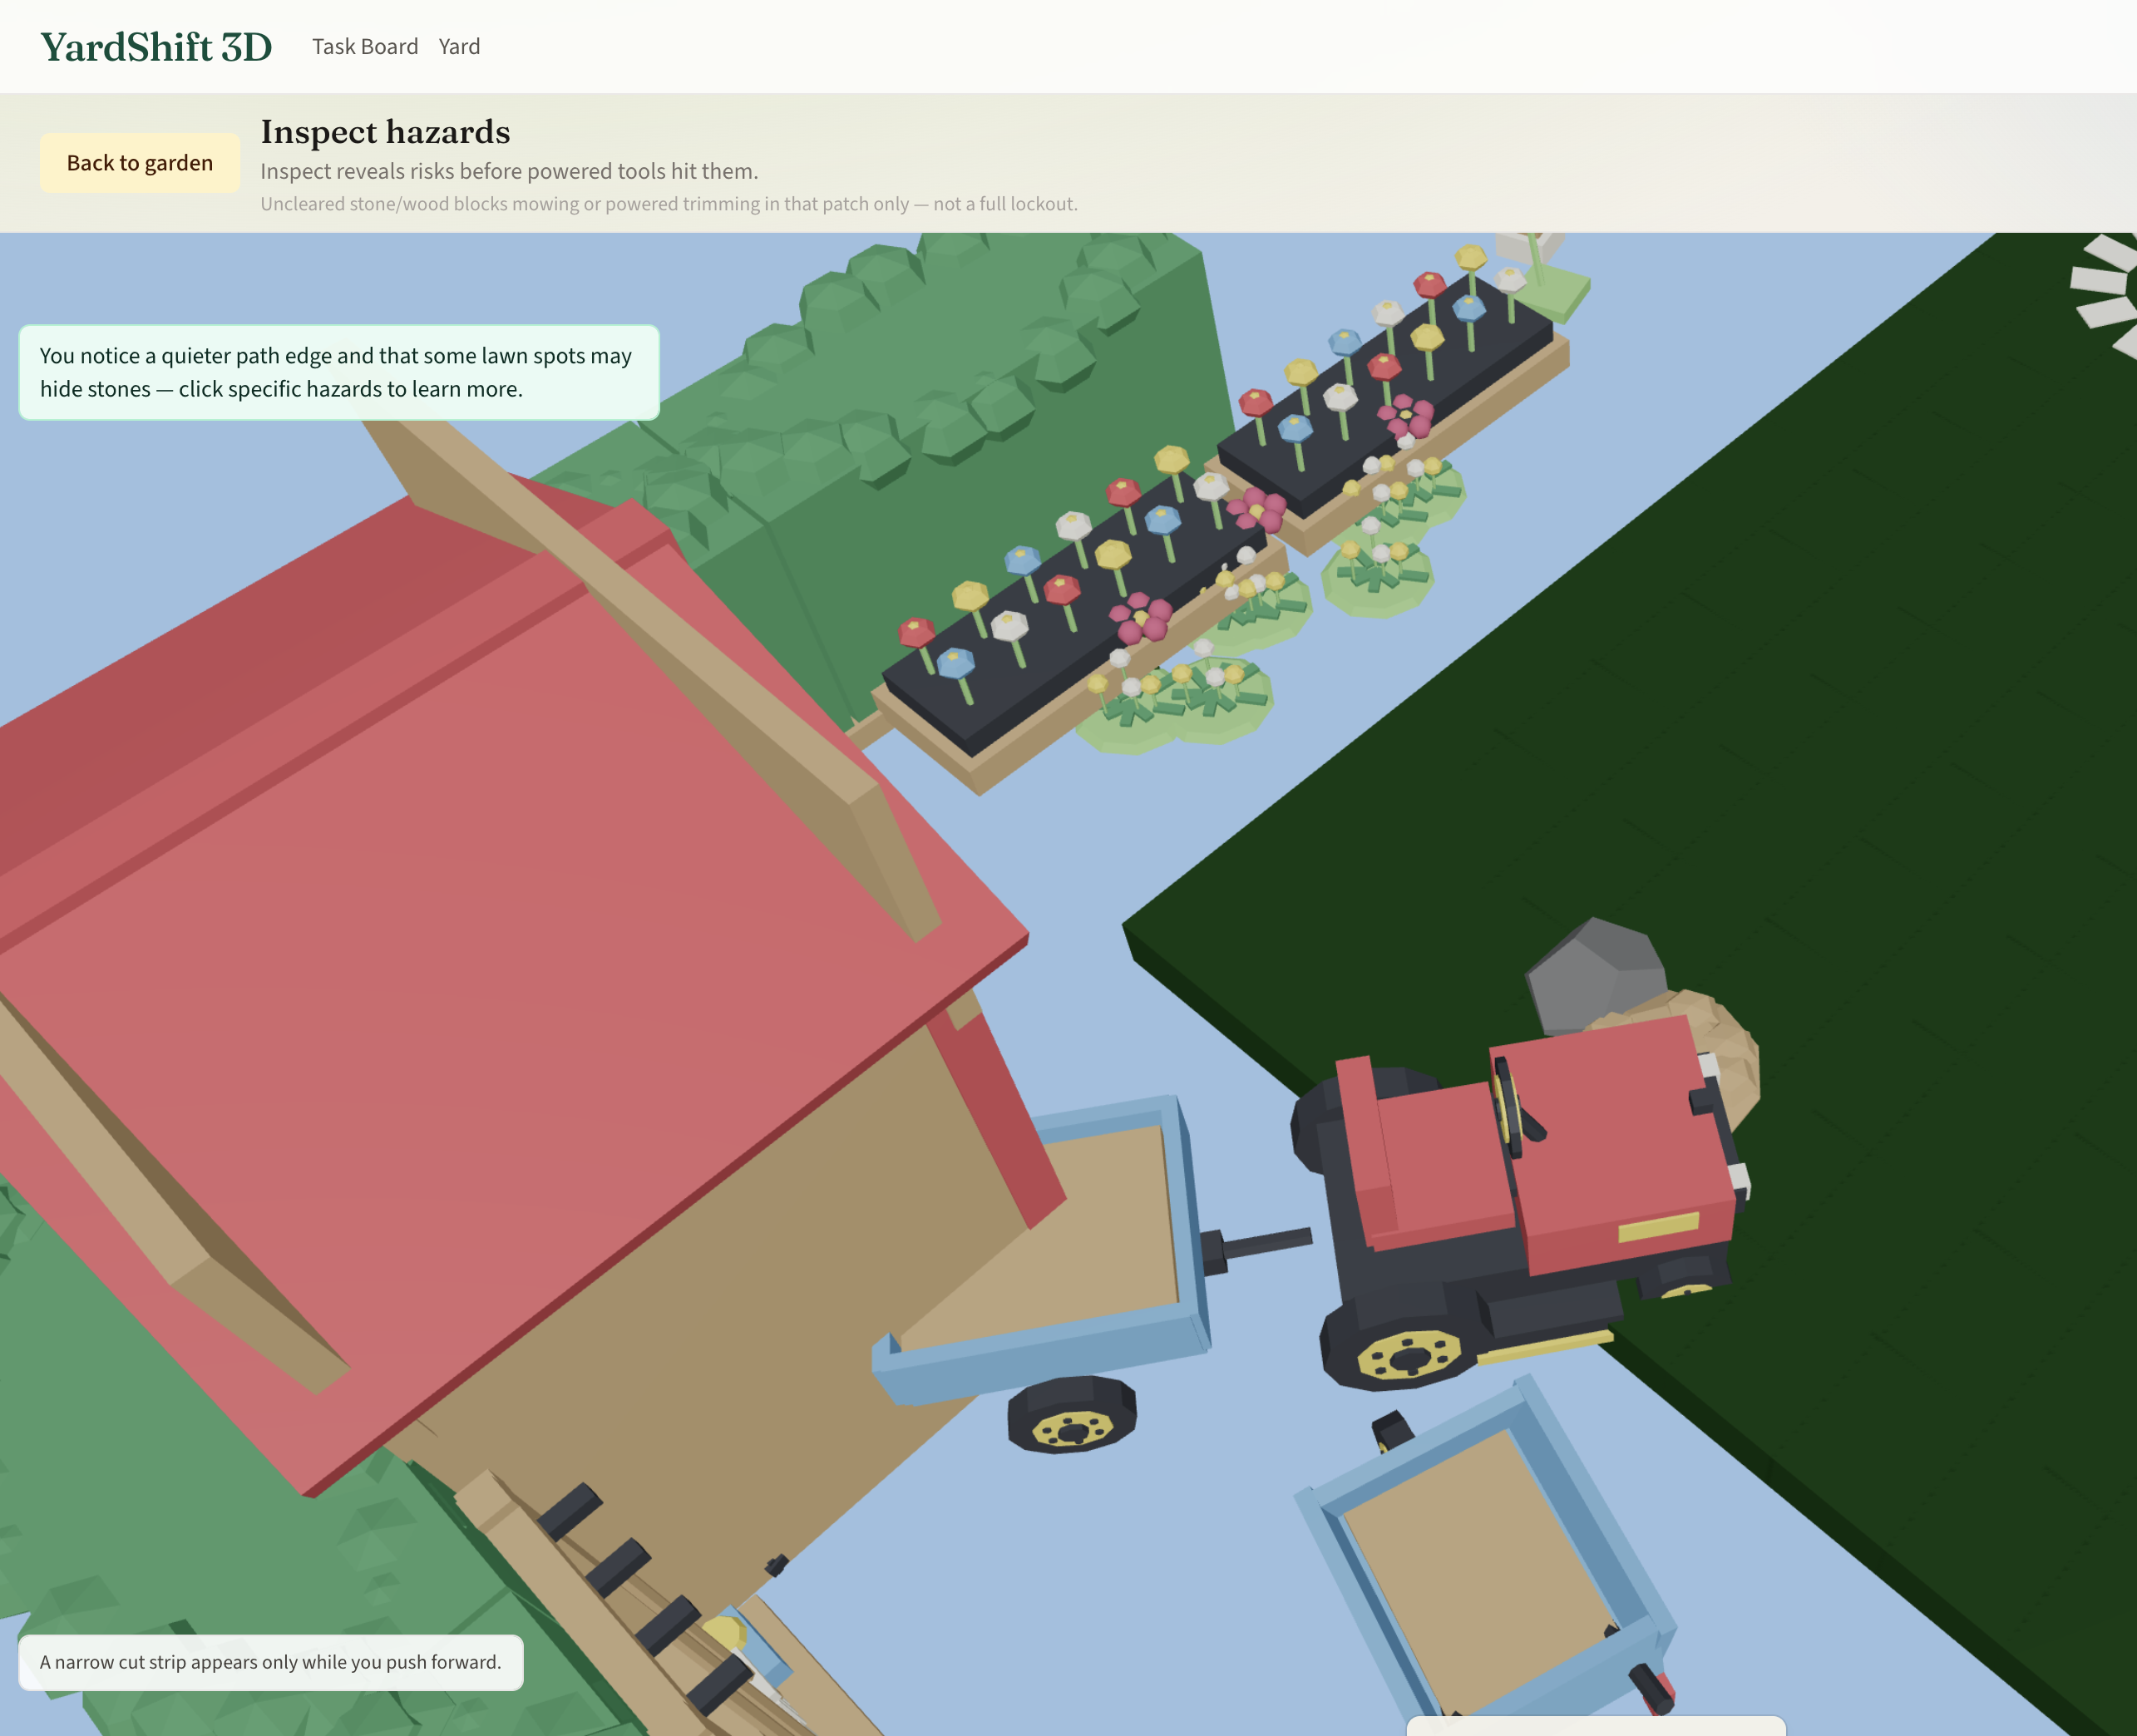 YardShift 3D
Task Board
Yard
Back to garden
Inspect hazards
Inspect reveals risks before powered tools hit them.
Uncleared stone/wood blocks mowing or powered trimming in that patch only — not a full lockout.
You notice a quieter path edge and that some lawn spots may
hide stones — click specific hazards to learn more.
A narrow cut strip appears only while you push forward.